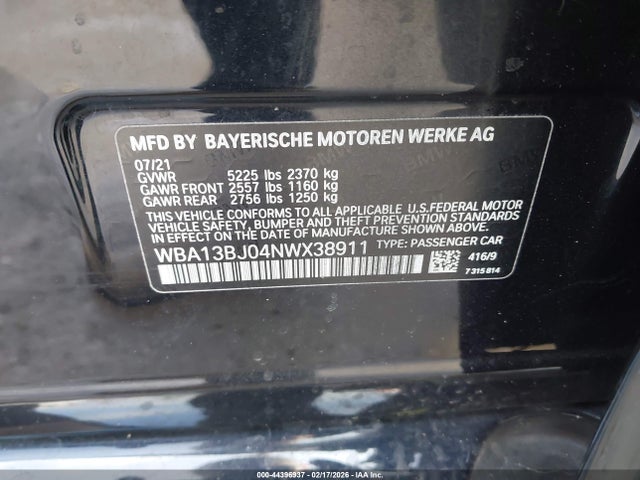 MFD BY BAYERISCHE MOTOREN WERKE AG
07/21
GVWR 5225 lbs 2370 kg
GAWR FRONT 2557 lbs 1160 kg
GAWR REAR 2756 lbs 1250 kg
THIS VEHICLE CONFORMS TO ALL APPLICABLE U.S.FEDERAL MOTOR
VEHICLE SAFETY, BUMPER AND THEFT PREVENTION STANDARDS
IN EFFECT ON THE DATE OF MANUFACTURE SHOWN ABOVE.
WBA13BJ04NWX38911 TYPE: PASSENGER CAR
416/9
7 315 814
000-44396937 - 02/17/2026 - COPYRIGHT IAA, LLC